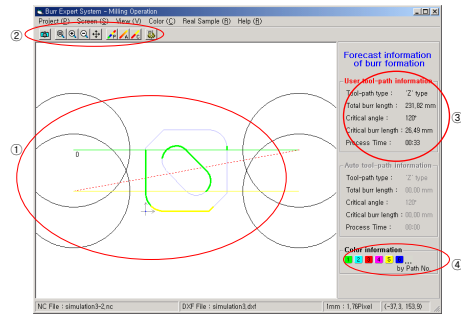 Burr Expert System - Milling Operation
Project (P) Screen (S) View (V) Color (C) Real Sample (R) Help (H)
②
Forecast information
of burr formation
User tool-path information
Tool-path type : 'Z' type
Total burr length : 231,82 mm
Critical angle : 120°
Critical burr length : 26,49 mm
Process Time : 00:33
③
①
D
Auto tool-path information
Tool-path type : 'Z' type
Total burr length : 00,00 mm
Critical angle : 120°
Critical burr length : 00,00 mm
Process Time : 00:00
Color information
1 2 3 4 5 6 ...
by Path No,
④
NC File : simulation3-2,nc DXF File : simulation3,dxf 1mm : 1,76Pixel (-37,3, 153,9)